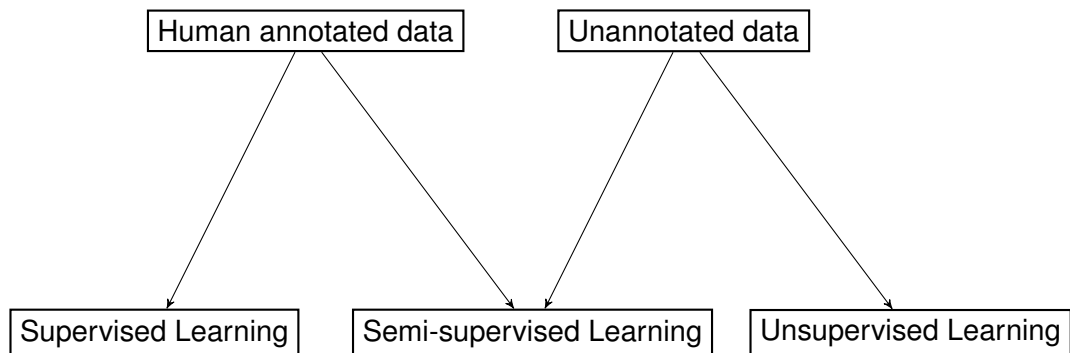 Human annotated data
Unannotated data
Supervised Learning
Semi-supervised Learning
Unsupervised Learning